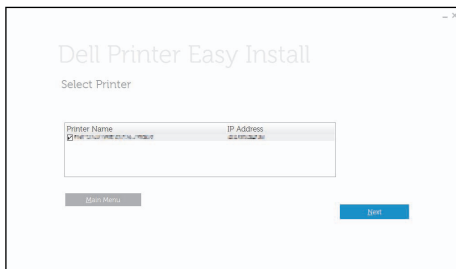 Dell Printer Easy Install
Select Printer
Printer Name IP Address
Main Menu
Next